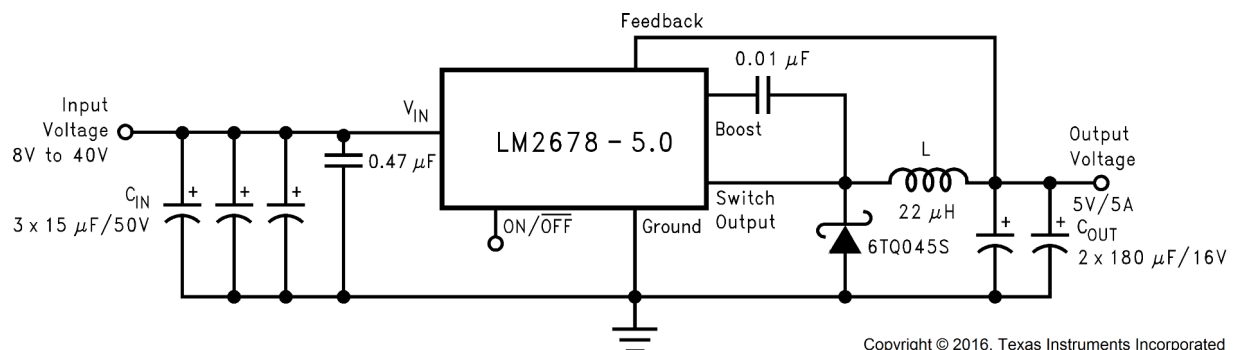 Feedback
0.01 μF
Input
Voltage
8V to 40V
V_IN
LM2678 – 5.0
Boost
0.47 μF
C_IN
+
+
+
3 x 15 μF/50V
ON/O̅F̅F̅
Ground
Switch
Output
L
22 μH
6TQ045S
Output
Voltage
5V/5A
+
+
C_OUT
2 x 180 μF/16V
Copyright © 2016, Texas Instruments Incorporated